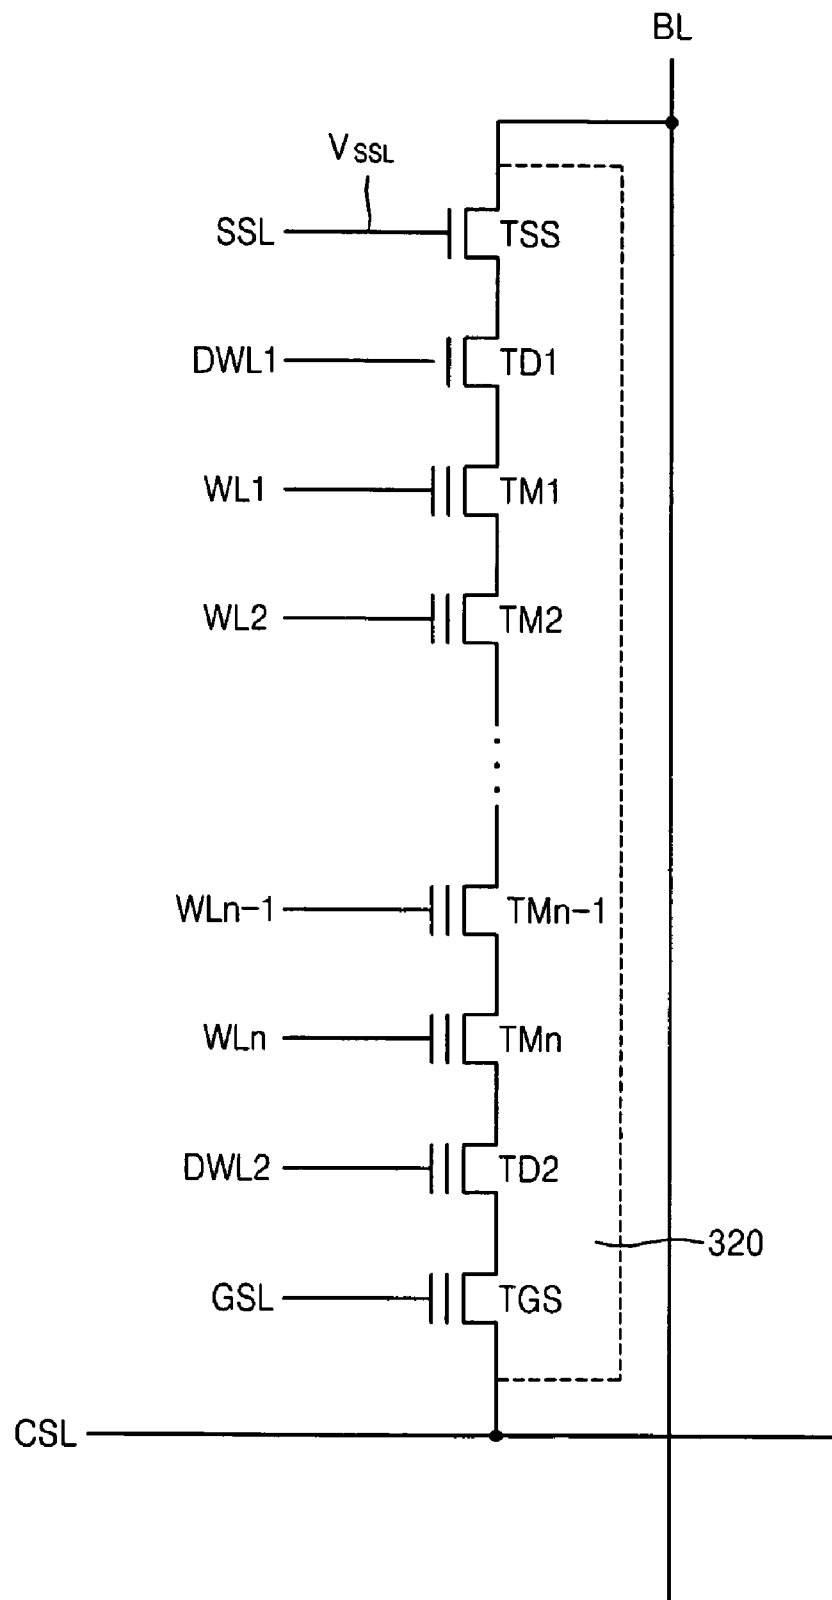 BL
VSSL
SSL TSS
DWL1 TD1
WL1 TM1
WL2 TM2
WLn-1 TMn-1
WLn TMn
DWL2 TD2
320
GSL TGS
CSL